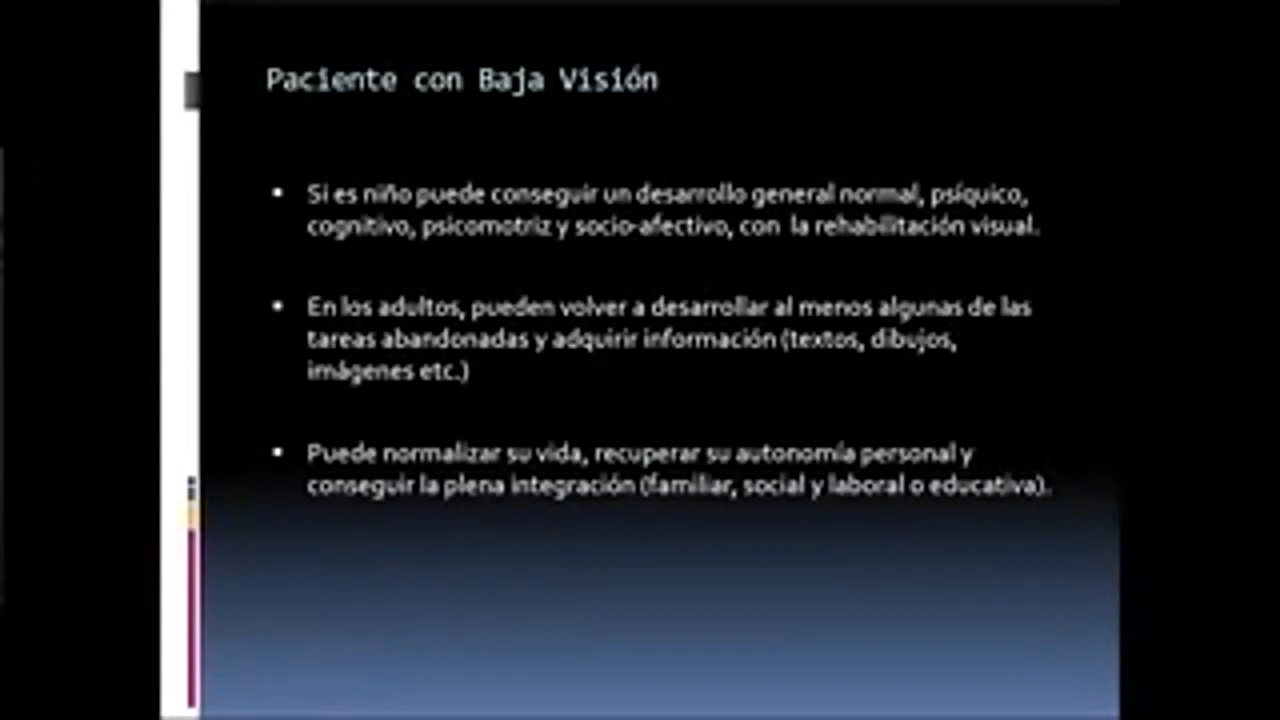 Paciente con Baja Visión
Si es niño puede conseguir un desarrollo general normal, psíquico,
cognitivo, psicomotriz y socio-afectivo, con la rehabilitación visual.
En los adultos, pueden volver a desarrollar al menos algunas de las
tareas abandonadas y adquirir información (textos, dibujos,
imágenes etc.)
Puede normalizar su vida, recuperar su autonomía personal y
conseguir la plena integración (familiar, social y laboral o educativa).